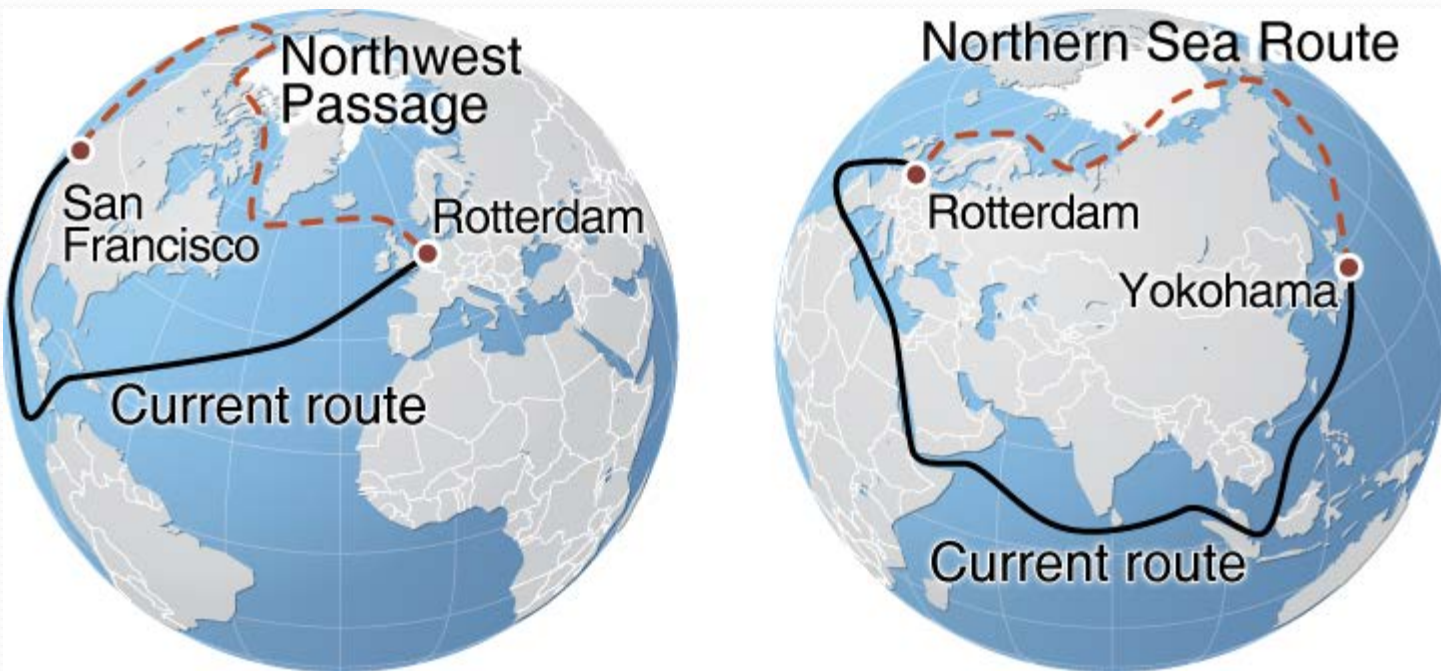 Northwest
Passage
San
Francisco
Rotterdam
Current route
Northern Sea Route
Rotterdam
Yokohama
Current route